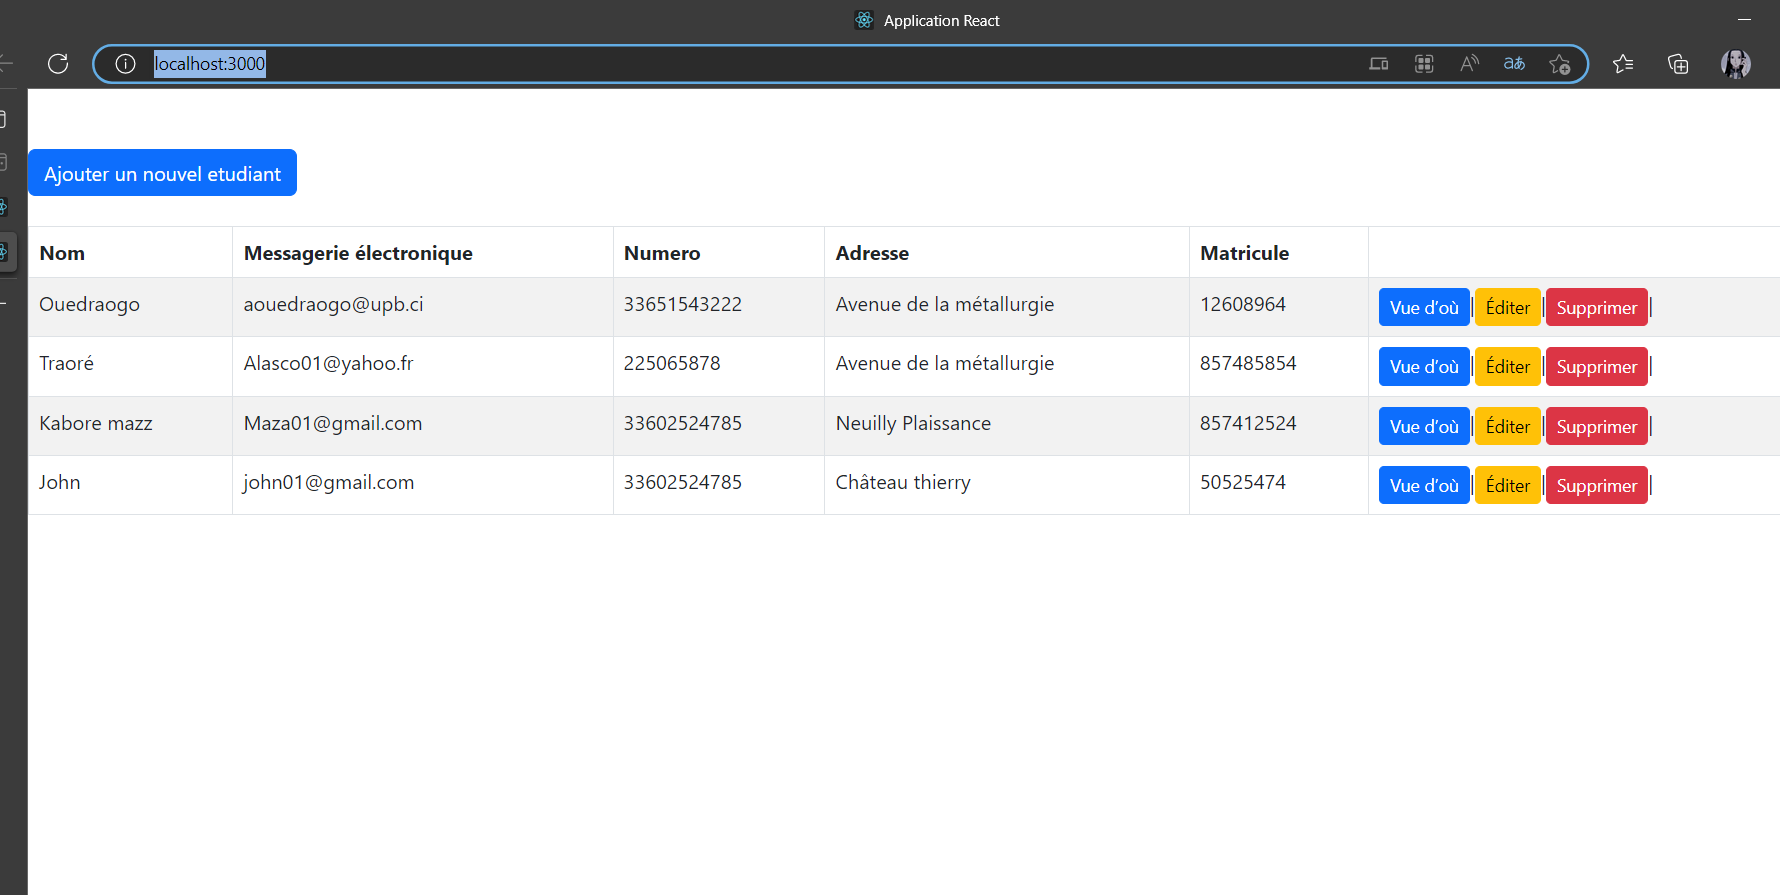 Application React
localhost:3000
Ajouter un nouvel etudiant
Nom Messagerie électronique Numero Adresse Matricule
Ouedraogo aouedraogo@upb.ci 33651543222 Avenue de la métallurgie 12608964 Vue d’où | Éditer | Supprimer |
Traoré Alasco01@yahoo.fr 225065878 Avenue de la métallurgie 857485854 Vue d’où | Éditer | Supprimer |
Kabore mazz Maza01@gmail.com 33602524785 Neuilly Plaissance 857412524 Vue d’où | Éditer | Supprimer |
John john01@gmail.com 33602524785 Château thierry 50525474 Vue d’où | Éditer | Supprimer |